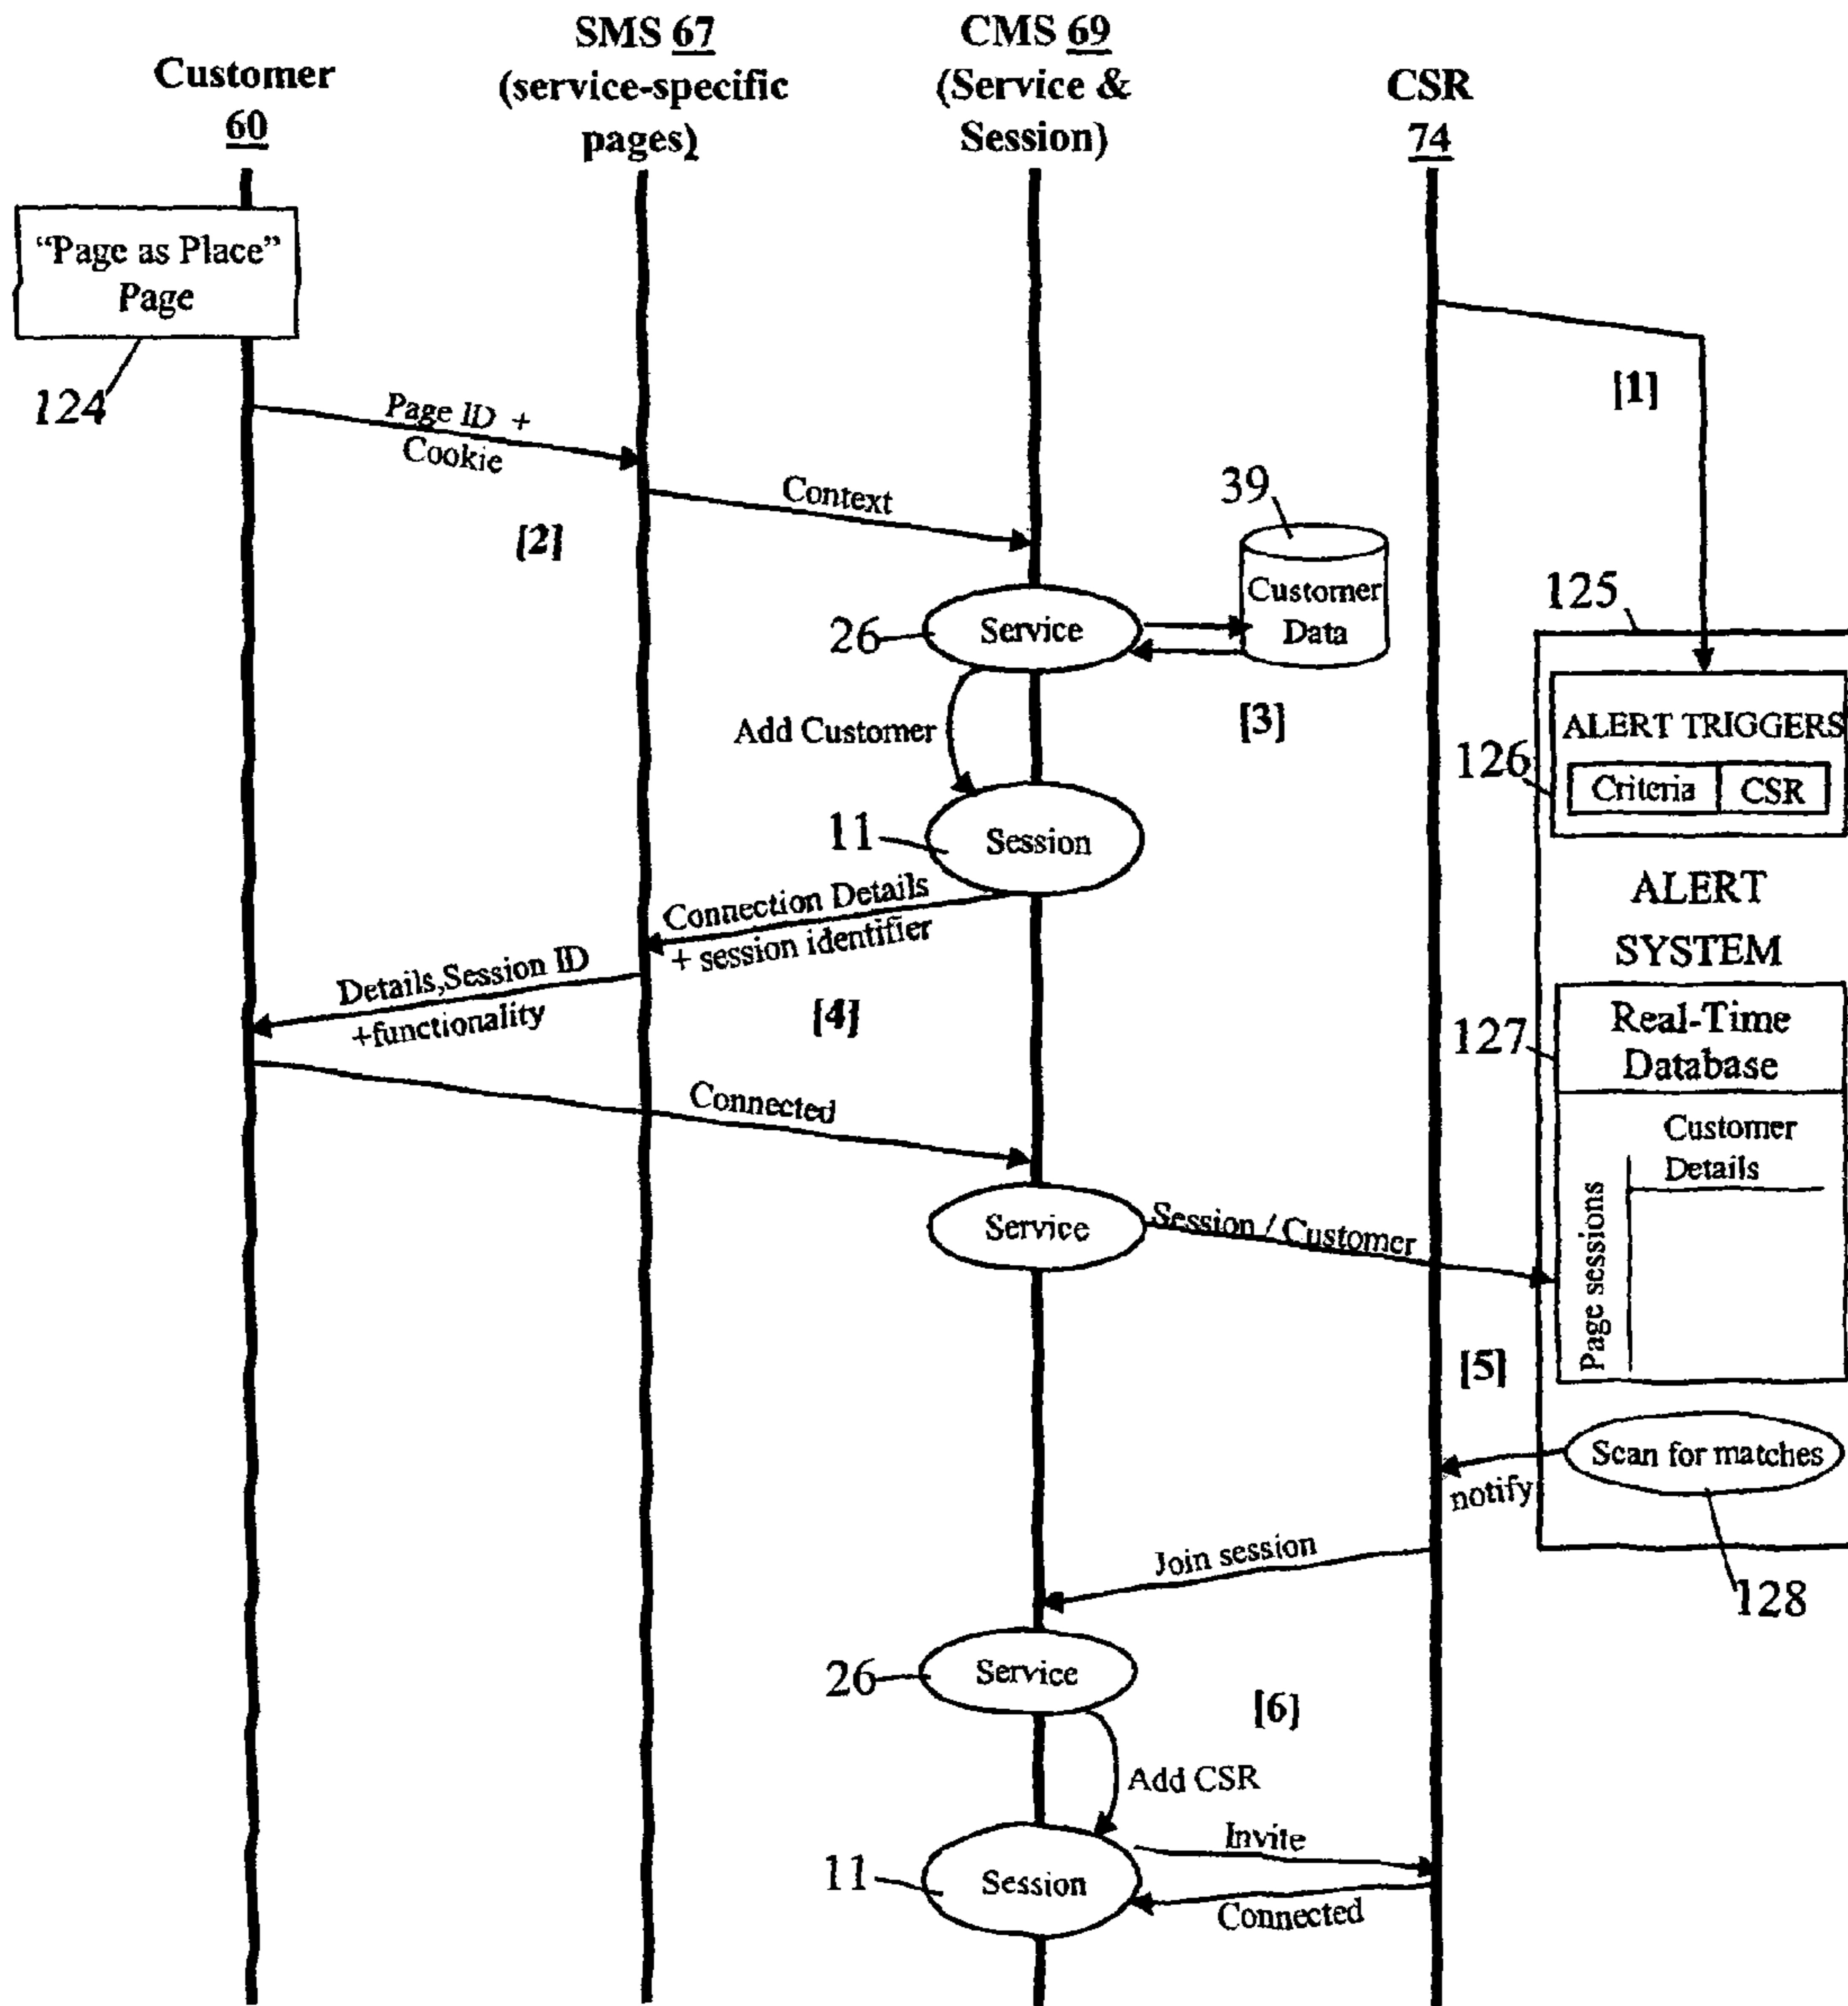 Customer
60
SMS 67
(service-specific
pages)
CMS 69
(Service &
Session)
CSR
74
“Page as Place”
Page
124
[1]
Page ID +
Cookie
Context
[2]
39
Customer
Data
26
Service
[3]
Add Customer
11
Session
125
ALERT TRIGGERS
126
Criteria
CSR
ALERT
SYSTEM
Connection Details
+ session identifier
Details,Session ID
+functionality
[4]
127
Real-Time
Database
Customer
Details
Page sessions
Connected
Service
Session / Customer
[5]
Scan for matches
notify
128
Join session
26
Service
[6]
Add CSR
11
Session
Invite
Connected